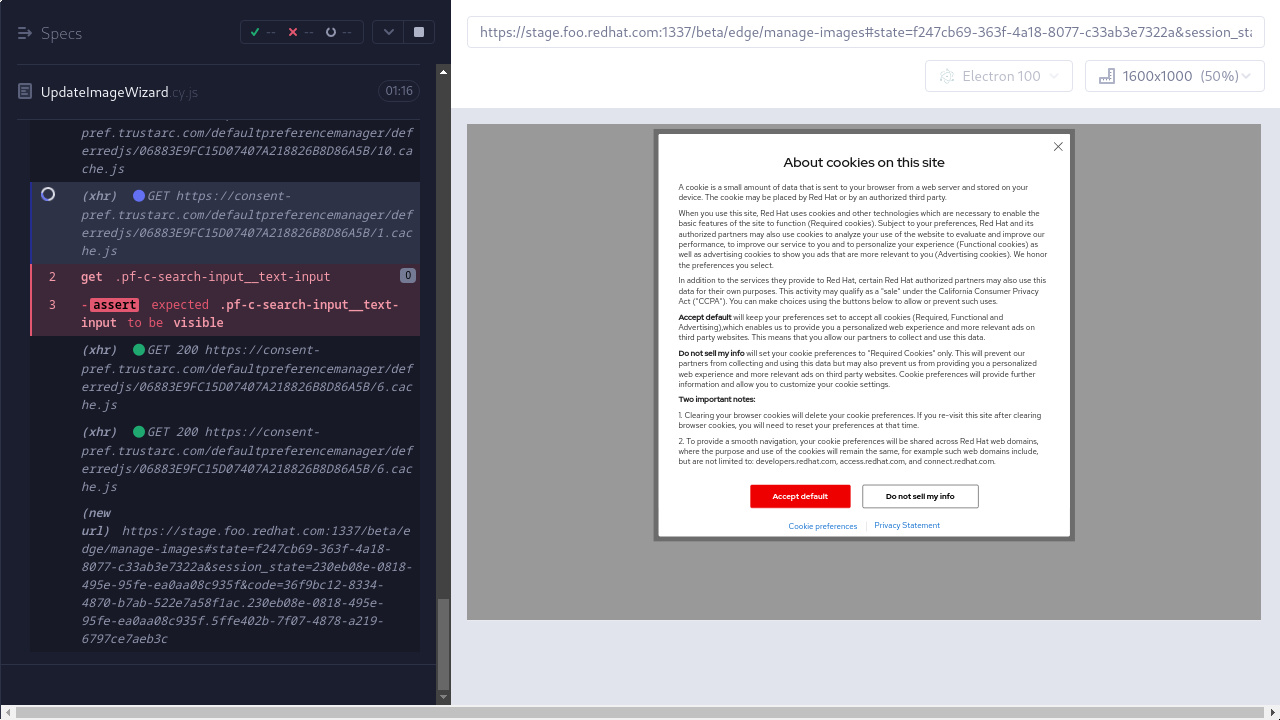 Specs
--
--
--
UpdateImageWizard.cy.js
01:16
pref.trustarc.com/defaultpreferencemanager/def
erredjs/06883E9FC15D07407A218826B8D86A5B/10.ca
che.js
(xhr) GET https://consent-
pref.trustarc.com/defaultpreferencemanager/def
erredjs/06883E9FC15D07407A218826B8D86A5B/1.cac
he.js
2 get .pf-c-search-input__text-input 0
3 -assert expected .pf-c-search-input__text-
input to be visible
(xhr) GET 200 https://consent-
pref.trustarc.com/defaultpreferencemanager/def
erredjs/06883E9FC15D07407A218826B8D86A5B/6.cac
he.js
(xhr) GET 200 https://consent-
pref.trustarc.com/defaultpreferencemanager/def
erredjs/06883E9FC15D07407A218826B8D86A5B/6.cac
he.js
(new
url) https://stage.foo.redhat.com:1337/beta/e
dge/manage-images#state=f247cb69-363f-4a18-
8077-c33ab3e7322a&session_state=230eb08e-0818-
495e-95fe-ea0aa08c935f&code=36f9bc12-8334-
4870-b7ab-522e7a58f1ac.230eb08e-0818-495e-
95fe-ea0aa08c935f.5ffe402b-7f07-4878-a219-
6797ce7aeb3c
https://stage.foo.redhat.com:1337/beta/edge/manage-images#state=f247cb69-363f-4a18-8077-c33ab3e7322a&session_sta
Electron 100
1600x1000 (50%)
About cookies on this site
A cookie is a small amount of data that is sent to your browser from a web server and stored on your
device. The cookie may be placed by Red Hat or by an authorized third party.
When you use this site, Red Hat uses cookies and other technologies which are necessary to enable the
basic features of the site to function (Required cookies). Subject to your preferences, Red Hat and its
authorized partners may also use cookies to analyze your use of the website to evaluate and improve our
performance, to improve our service to you and to personalize your experience (Functional cookies) as
well as advertising cookies to show you ads that are more relevant to you (Advertising cookies). We honor
the preferences you select.
In addition to the services they provide to Red Hat, certain Red Hat authorized partners may also use this
data for their own purposes. This activity may qualify as a "sale" under the California Consumer Privacy
Act ("CCPA"). You can make choices using the buttons below to allow or prevent such uses.
Accept default will keep your preferences set to accept all cookies (Required, Functional and
Advertising),which enables us to provide you a personalized web experience and more relevant ads on
third party websites. This means that you allow our partners to collect and use this data.
Do not sell my info will set your cookie preferences to "Required Cookies" only. This will prevent our
partners from collecting and using this data but may also prevent us from providing you a personalized
web experience and more relevant ads on third party websites. Cookie preferences will provide further
information and allow you to customize your cookie settings.
Two important notes:
1. Clearing your browser cookies will delete your cookie preferences. If you re-visit this site after clearing
browser cookies, you will need to reset your preferences at that time.
2. To provide a smooth navigation, your cookie preferences will be shared across Red Hat web domains,
where the purpose and use of the cookies will remain the same, for example such web domains include,
but are not limited to: developers.redhat.com, access.redhat.com, and connect.redhat.com.
Accept default
Do not sell my info
Cookie preferences
Privacy Statement